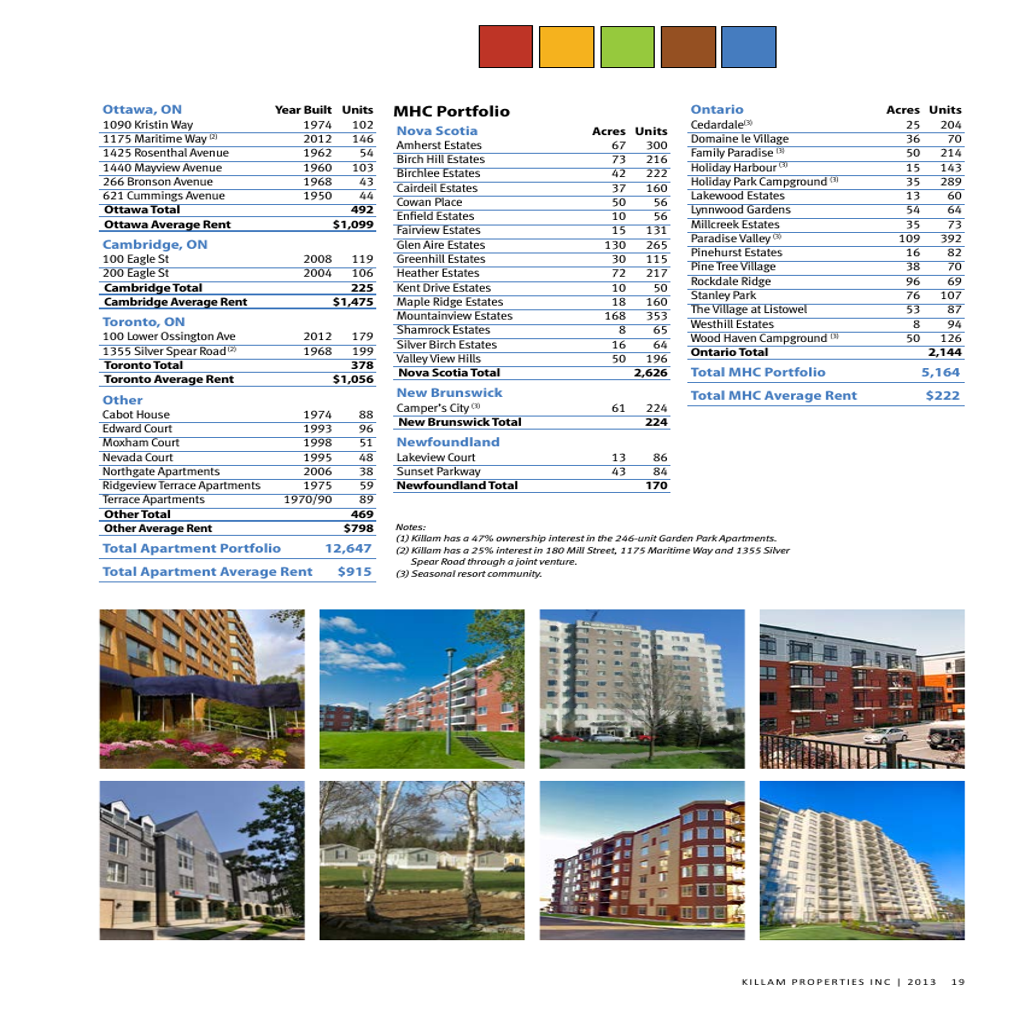 Ottawa, ON Year Built Units
1090 Kristin Way 1974 102
1175 Maritime Way (2) 2012 146
1425 Rosenthal Avenue 1962 54
1440 Mayview Avenue 1960 103
266 Bronson Avenue 1968 43
621 Cummings Avenue 1950 44
Ottawa Total 492
Ottawa Average Rent $1,099
Cambridge, ON
100 Eagle St 2008 119
200 Eagle St 2004 106
Cambridge Total 225
Cambridge Average Rent $1,475
Toronto, ON
100 Lower Ossington Ave 2012 179
1355 Silver Spear Road (2) 1968 199
Toronto Total 378
Toronto Average Rent $1,056
Other
Cabot House 1974 88
Edward Court 1993 96
Moxham Court 1998 51
Nevada Court 1995 48
Northgate Apartments 2006 38
Ridgeview Terrace Apartments 1975 59
Terrace Apartments 1970/90 89
Other Total 469
Other Average Rent $798
Total Apartment Portfolio 12,647
Total Apartment Average Rent $915
MHC Portfolio
Nova Scotia Acres Units
Amherst Estates 67 300
Birch Hill Estates 73 216
Birchlee Estates 42 222
Cairdeil Estates 37 160
Cowan Place 50 56
Enfield Estates 10 56
Fairview Estates 15 131
Glen Aire Estates 130 265
Greenhill Estates 30 115
Heather Estates 72 217
Kent Drive Estates 10 50
Maple Ridge Estates 18 160
Mountainview Estates 168 353
Shamrock Estates 8 65
Silver Birch Estates 16 64
Valley View Hills 50 196
Nova Scotia Total 2,626
New Brunswick
Camper's City (3) 61 224
New Brunswick Total 224
Newfoundland
Lakeview Court 13 86
Sunset Parkway 43 84
Newfoundland Total 170
Ontario Acres Units
Cedardale(3) 25 204
Domaine le Village 36 70
Family Paradise (3) 50 214
Holiday Harbour (3) 15 143
Holiday Park Campground (3) 35 289
Lakewood Estates 13 60
Lynnwood Gardens 54 64
Millcreek Estates 35 73
Paradise Valley (3) 109 392
Pinehurst Estates 16 82
Pine Tree Village 38 70
Rockdale Ridge 96 69
Stanley Park 76 107
The Village at Listowel 53 87
Westhill Estates 8 94
Wood Haven Campground (3) 50 126
Ontario Total 2,144
Total MHC Portfolio 5,164
Total MHC Average Rent $222
Notes:
(1) Killam has a 47% ownership interest in the 246-unit Garden Park Apartments.
(2) Killam has a 25% interest in 180 Mill Street, 1175 Maritime Way and 1355 Silver
Spear Road through a joint venture.
(3) Seasonal resort community.
KILLAM PROPERTIES INC | 2013 19